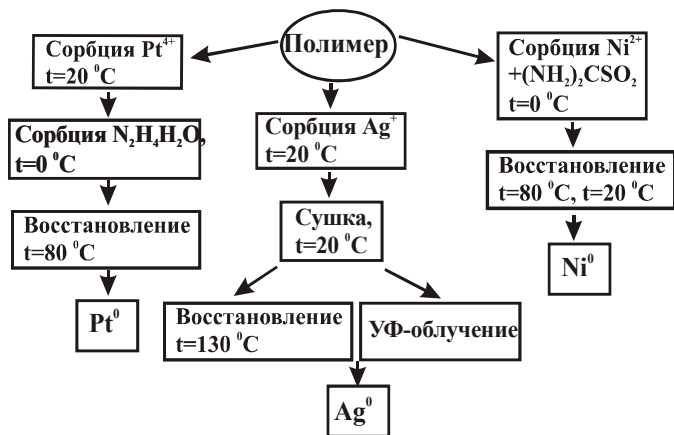 Полимер
Сорбция Pt⁴⁺
t=20 ⁰C
Сорбция N₂H₄H₂O,
t=0 ⁰C
Восстановление
t=80 ⁰C
Pt⁰
Сорбция Ag⁺
t=20 ⁰C
Сушка,
t=20 ⁰C
Восстановление
t=130 ⁰C
УФ-облучение
Ag⁰
Сорбция Ni²⁺
+(NH₂)₂CSO₂
t=0 ⁰C
Восстановление
t=80 ⁰C, t=20 ⁰C
Ni⁰